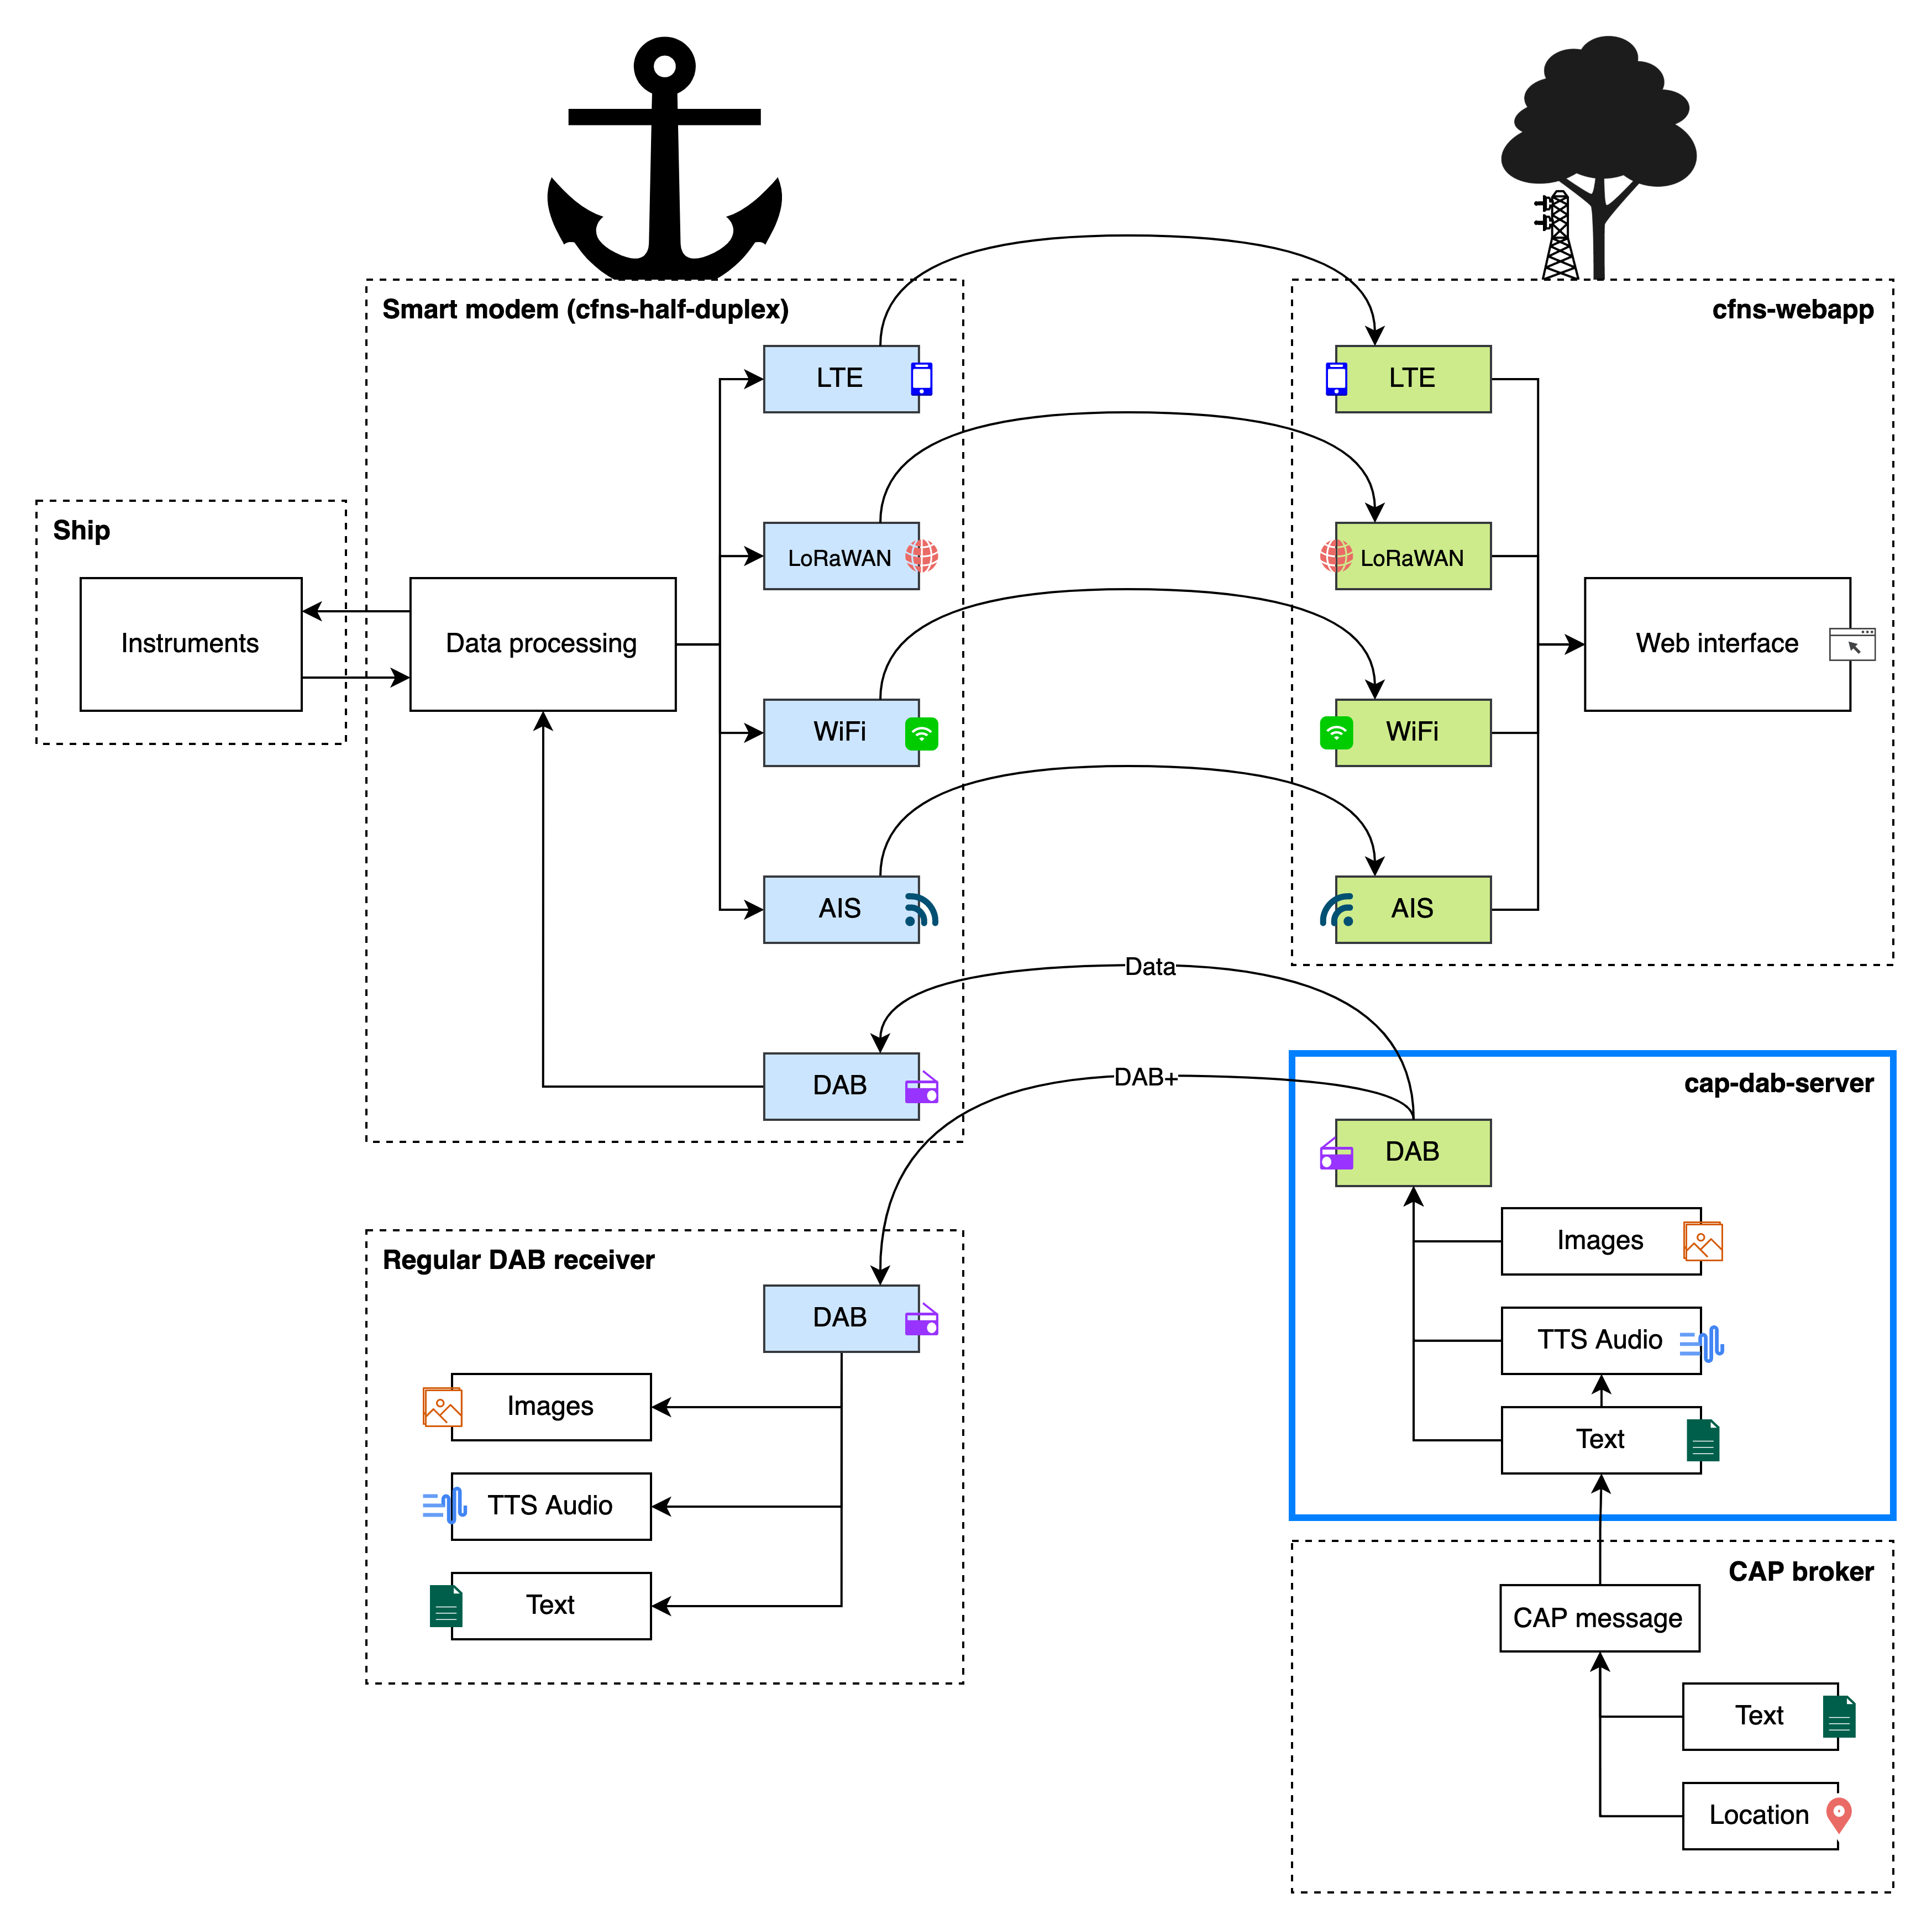 Smart modem (cfns-half-duplex)
cfns-webapp
LTE
LTE
Ship
LoRaWAN
LoRaWAN
Instruments
Data processing
Web interface
WiFi
WiFi
AIS
AIS
Data
DAB
DAB+
cap-dab-server
DAB
Images
TTS Audio
Text
Regular DAB receiver
DAB
Images
TTS Audio
Text
CAP broker
CAP message
Text
Location